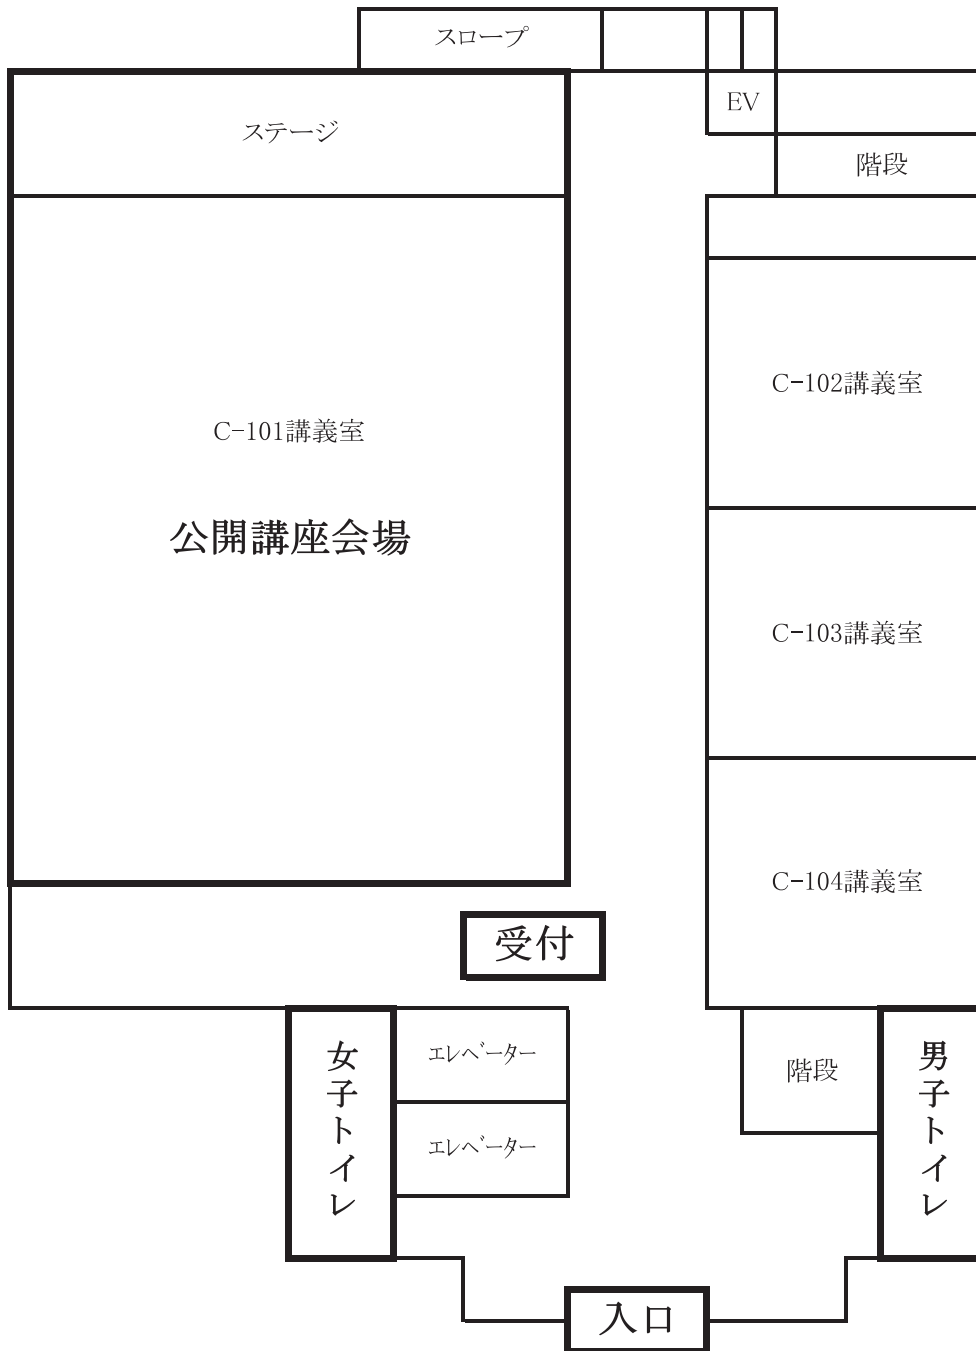 スロープ
EV
ステージ
階段
C-102講義室
C-101講義室
公開講座会場
C-103講義室
C-104講義室
受付
女子トイレ
エレベーター
階段
男子トイレ
エレベーター
入口